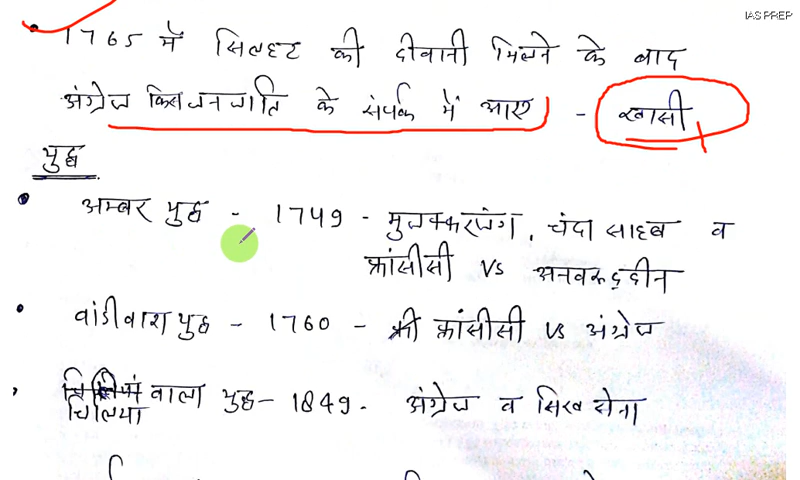 IAS PREP
• 1765 में सिलहट की दीवानी मिलने के बाद
अंग्रेज किस जनजाति के संपर्क में आए - खासी
युद्ध
• अम्बर युद्ध - 1749 - मुजफ्फरजंग, चंदा साहब व
फ्रांसीसी VS अनवरुद्दीन
• वांडीवाश युद्ध - 1760 - फ्रांसीसी VS अंग्रेज
चिलियावाला युद्ध - 1849 - अंग्रेज व सिख सेना